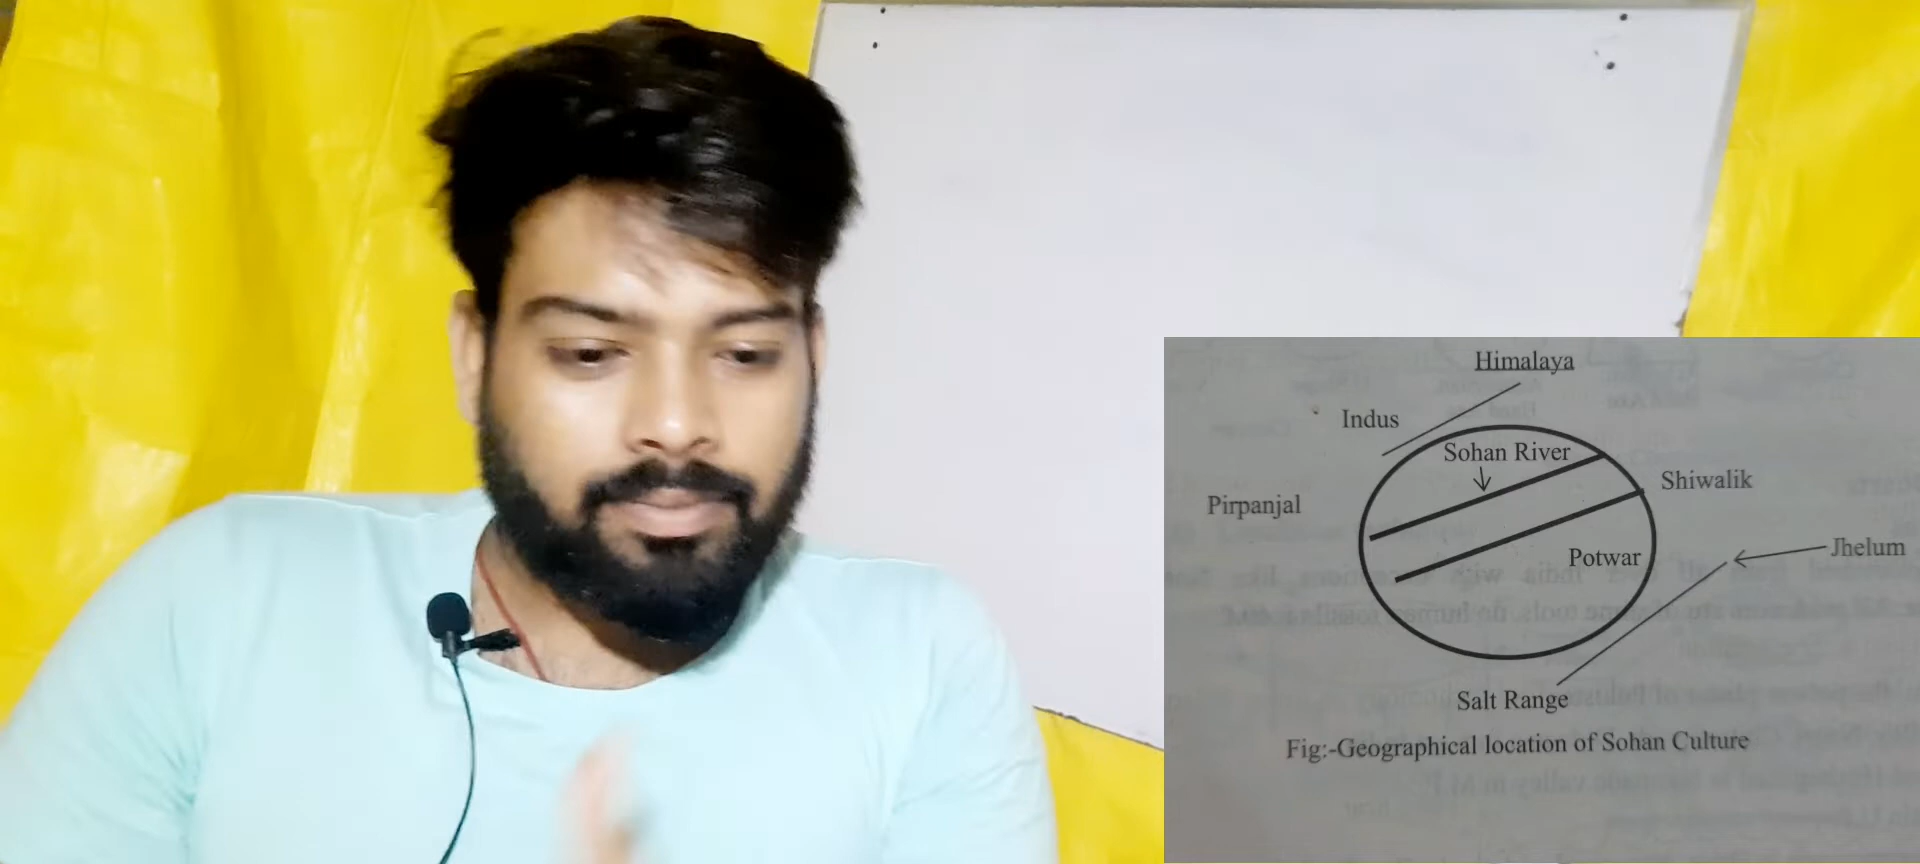 Himalaya
Indus
Sohan River
Shiwalik
Pirpanjal
Jhelum
Potwar
Salt Range
Fig:-Geographical location of Sohan Culture